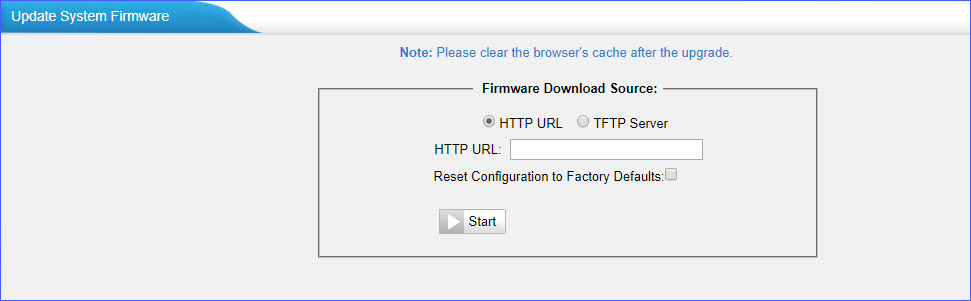 Update System Firmware
Note: Please clear the browser's cache after the upgrade.
Firmware Download Source:
HTTP URL TFTP Server
HTTP URL:
Reset Configuration to Factory Defaults:
Start